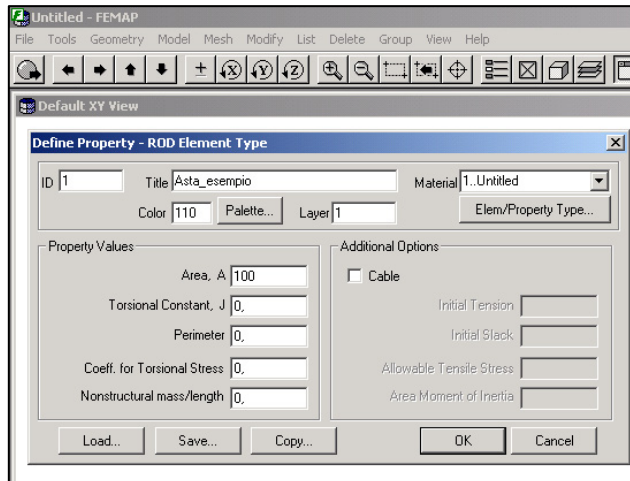 Untitled - FEMAP
File Tools Geometry Model Mesh Modify List Delete Group View Help
X Y Z
Default XY View
Define Property - ROD Element Type
ID 1 Title Asta_esempio Material 1..Untitled
Color 110 Palette... Layer 1 Elem/Property Type...
Property Values Additional Options
Area, A 100 Cable
Torsional Constant, J 0, Initial Tension
Perimeter 0, Initial Slack
Coeff. for Torsional Stress 0, Allowable Tensile Stress
Nonstructural mass/length 0, Area Moment of Inertia
Load... Save... Copy... OK Cancel